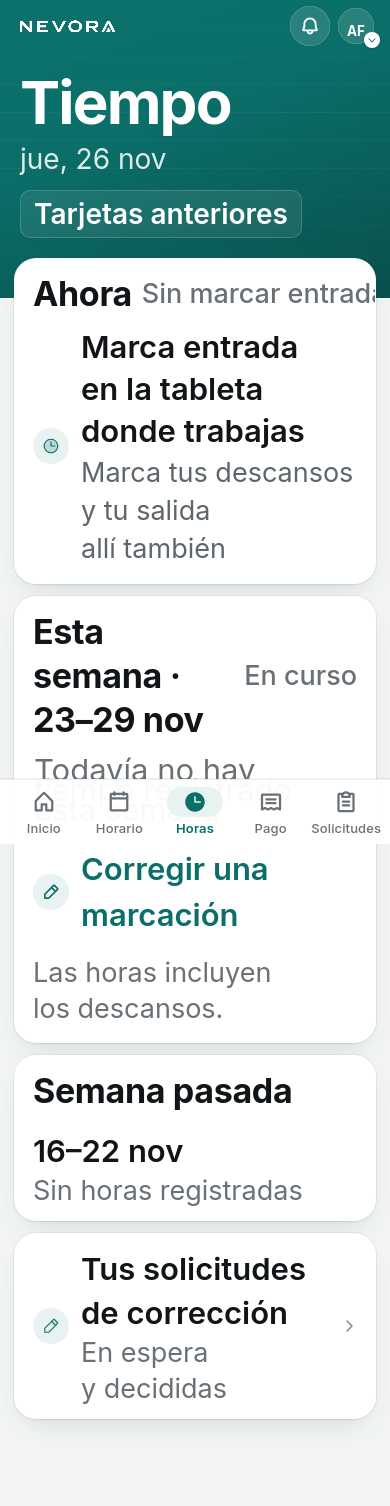 NEVORA
AF
Tiempo
jue, 26 nov
Tarjetas anteriores
Ahora Sin marcar entrada
Marca entrada
en la tableta
donde trabajas
Marca tus descansos
y tu salida
allí también
Esta
semana ·
23–29 nov
En curso
Todavía no hay
Inicio
Horario
Horas
Pago
Solicitudes
Corregir una
marcación
Las horas incluyen
los descansos.
Semana pasada
16–22 nov
Sin horas registradas
Tus solicitudes
de corrección
En espera
y decididas